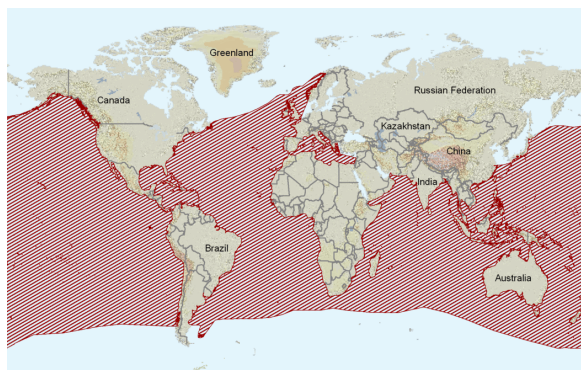 Greenland
Russian Federation
Canada
Kazakhstan
China
India
Brazil
Australia